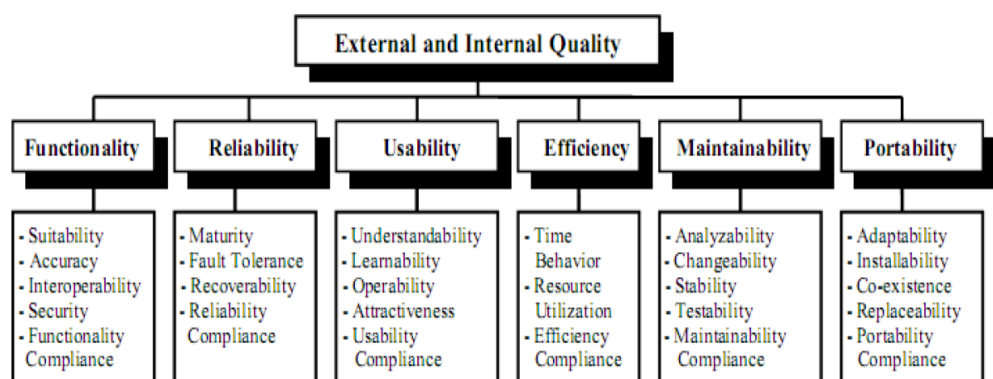 External and Internal Quality
Functionality
Reliability
Usability
Efficiency
Maintainability
Portability
- Suitability
- Accuracy
- Interoperability
- Security
- Functionality
Compliance
- Maturity
- Fault Tolerance
- Recoverability
- Reliability
Compliance
- Understandability
- Learnability
- Operability
- Attractiveness
- Usability
Compliance
- Time
Behavior
- Resource
Utilization
- Efficiency
Compliance
- Analyzability
- Changeability
- Stability
- Testability
- Maintainability
Compliance
- Adaptability
- Installability
- Co-existence
- Replaceability
- Portability
Compliance